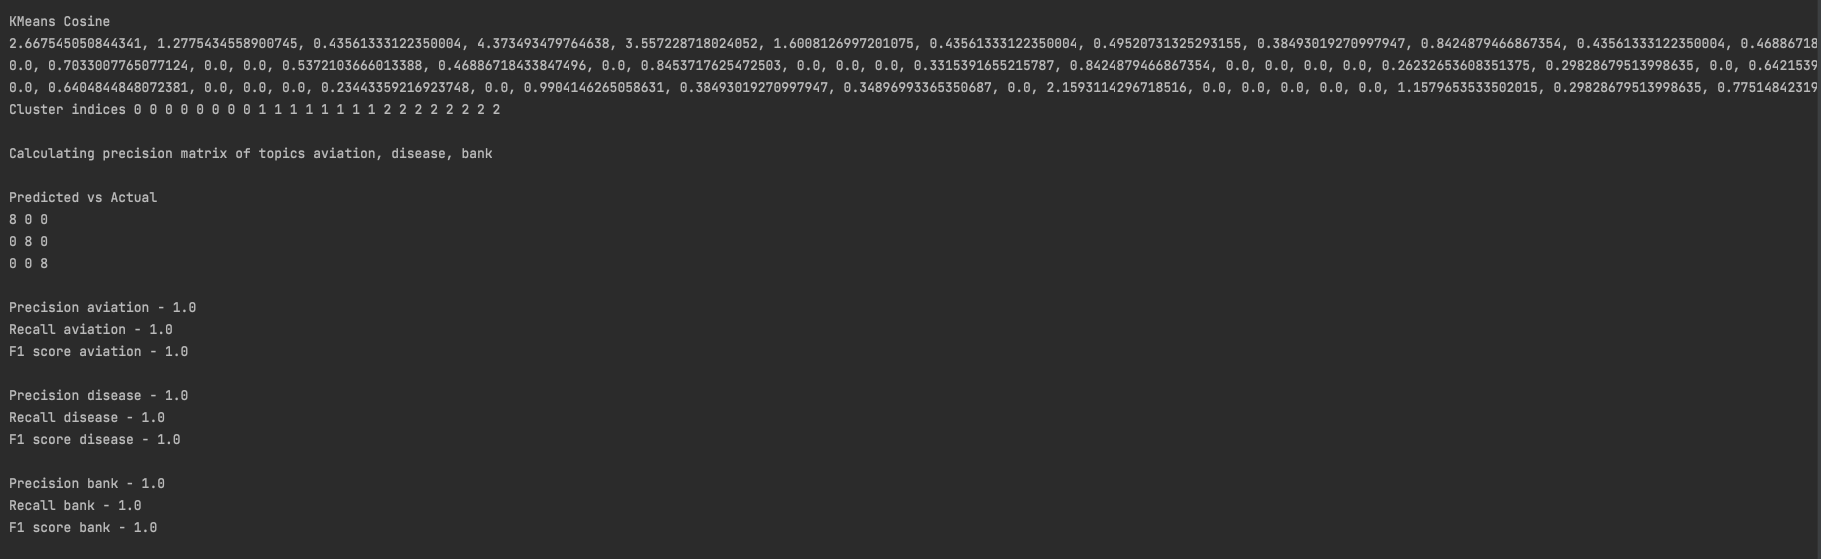 KMeans Cosine
2.667545050844341, 1.2775434558900745, 0.43561333122350004, 4.373493479764638, 3.557228718024052, 1.6008126997201075, 0.43561333122350004, 0.49520731325293155, 0.38493019270997947, 0.8424879466867354, 0.43561333122350004, 0.46886718
0.0, 0.7033007765077124, 0.0, 0.0, 0.5372103666013388, 0.46886718433847496, 0.0, 0.8453717625472503, 0.0, 0.0, 0.0, 0.3315391655215787, 0.8424879466867354, 0.0, 0.0, 0.0, 0.0, 0.26232653608351375, 0.29828679513998635, 0.0, 0.6421539
0.0, 0.6404844848072381, 0.0, 0.0, 0.0, 0.23443359216923748, 0.0, 0.9904146265058631, 0.38493019270997947, 0.34896993365350687, 0.0, 2.1593114296718516, 0.0, 0.0, 0.0, 0.0, 0.0, 1.1579653533502015, 0.29828679513998635, 0.77514842319
Cluster indices 0 0 0 0 0 0 0 0 1 1 1 1 1 1 1 1 2 2 2 2 2 2 2 2
Calculating precision matrix of topics aviation, disease, bank
Predicted vs Actual
8 0 0
0 8 0
0 0 8
Precision aviation - 1.0
Recall aviation - 1.0
F1 score aviation - 1.0
Precision disease - 1.0
Recall disease - 1.0
F1 score disease - 1.0
Precision bank - 1.0
Recall bank - 1.0
F1 score bank - 1.0